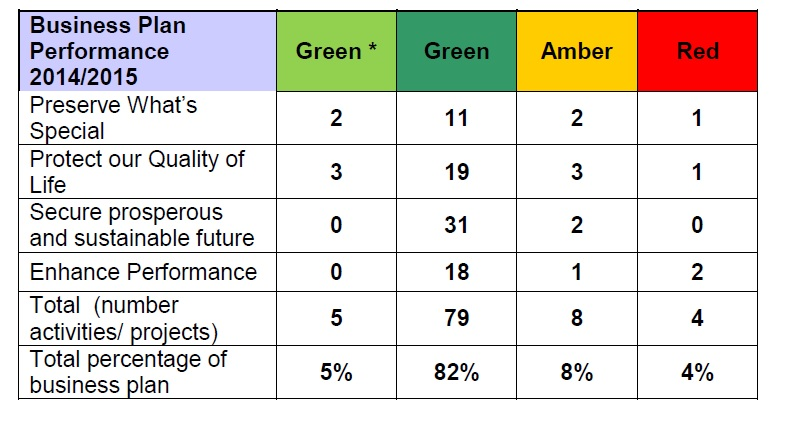 Business Plan
Performance
2014/2015
Green *
Green
Amber
Red
Preserve What's
Special
2
11
2
1
Protect our Quality of
Life
3
19
3
1
Secure prosperous
and sustainable future
0
31
2
0
Enhance Performance
0
18
1
2
Total (number
activities/ projects)
5
79
8
4
Total percentage of
business plan
5%
82%
8%
4%